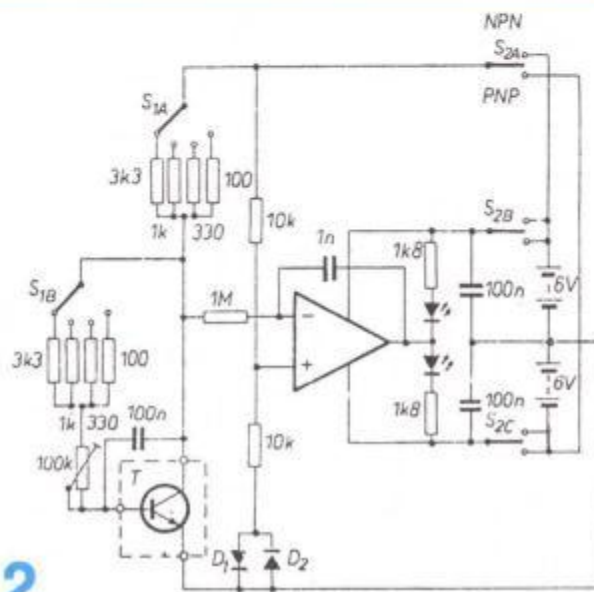 NPN
S2A
PNP
S1A
3k3
100
1k
330
10k
1n
S2B
1k8
100n
6V
S1B
1M
−
+
3k3
100
1k
330
100n
10k
1k8
100n
6V
S2C
100k
T
D1
D2
2